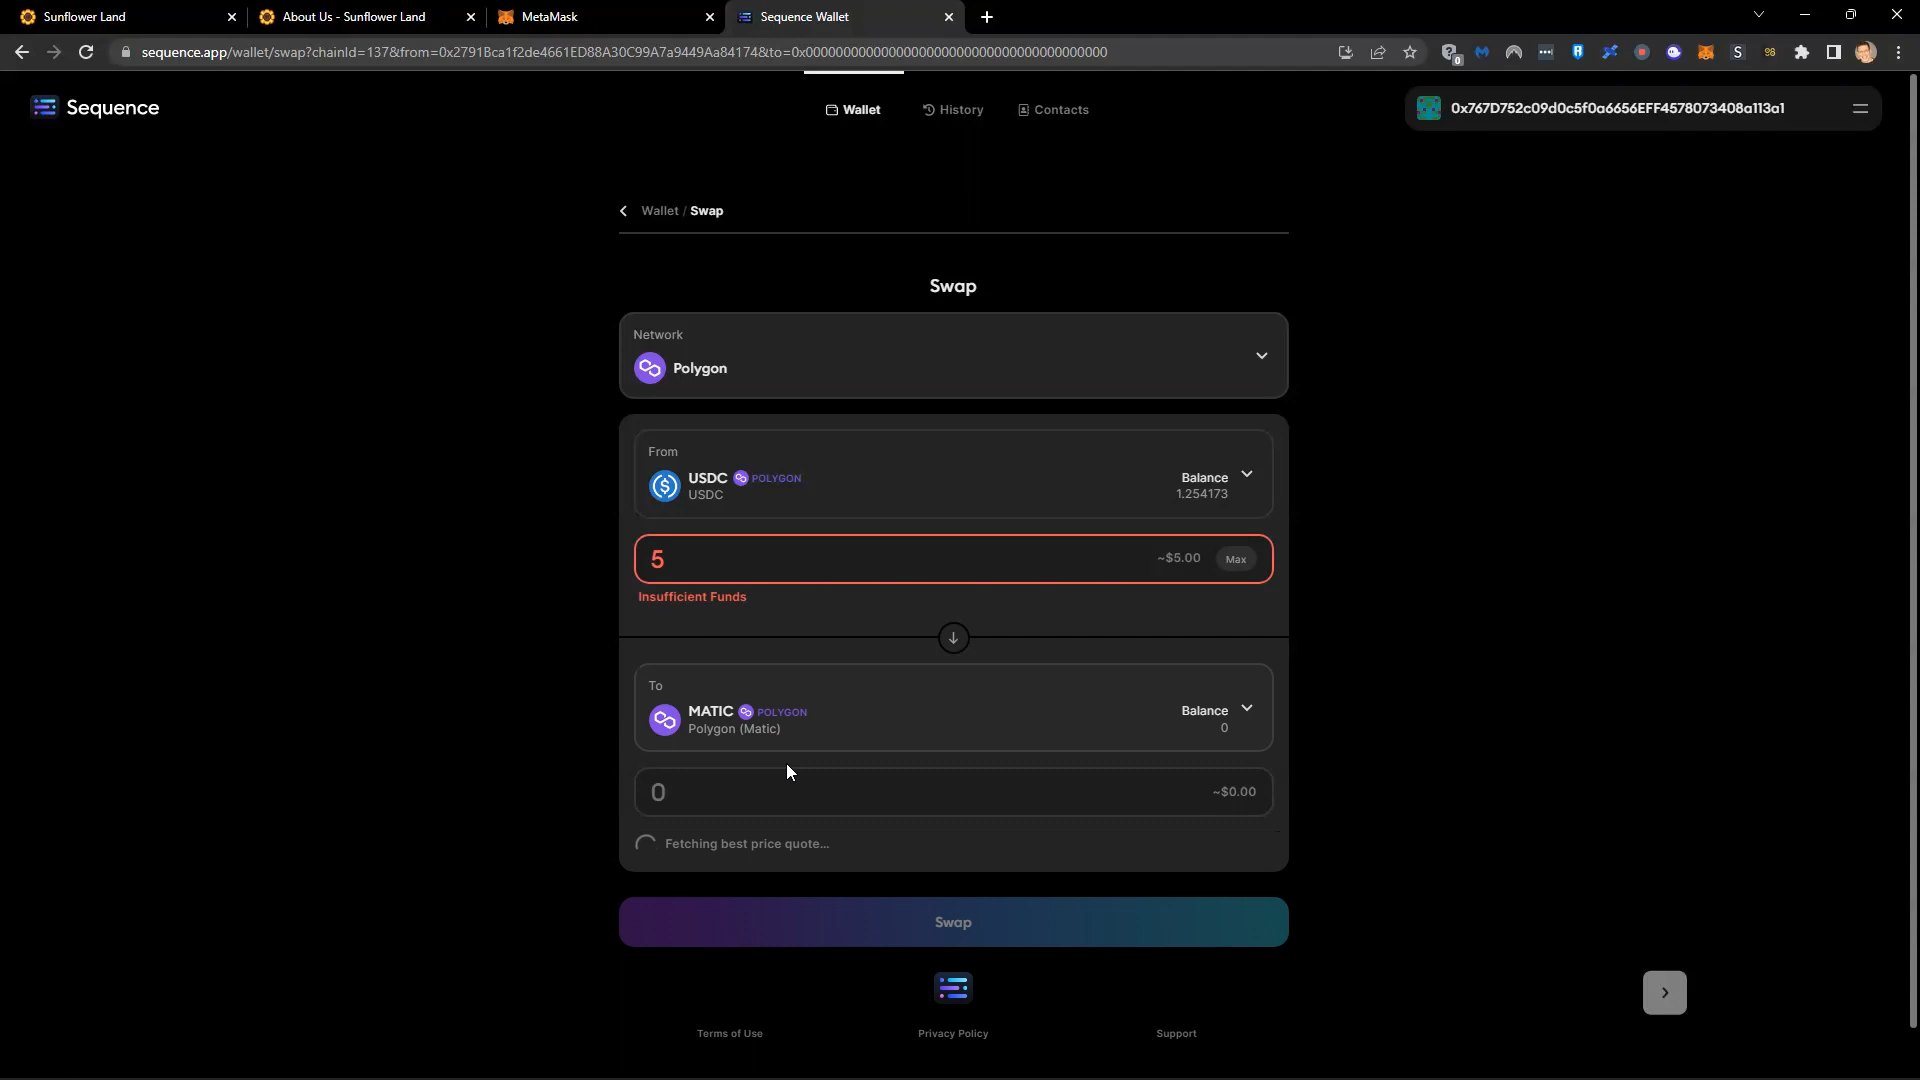 Sunflower Land
About Us - Sunflower Land
MetaMask
Sequence Wallet
sequence.app/wallet/swap?chainId=137&from=0x2791Bca1f2de4661ED88A30C99A7a9449Aa84174&to=0x0000000000000000000000000000000000000000
0
S
98
Sequence
Wallet
History
Contacts
0x767D752c09d0c5f0a6656EFF4578073408a113a1
Wallet / Swap
Swap
Network
Polygon
From
USDC POLYGON
USDC
Balance
1.254173
5
~$5.00
Max
Insufficient Funds
To
MATIC POLYGON
Polygon (Matic)
Balance
0
0
~$0.00
Fetching best price quote...
Swap
Terms of Use
Privacy Policy
Support